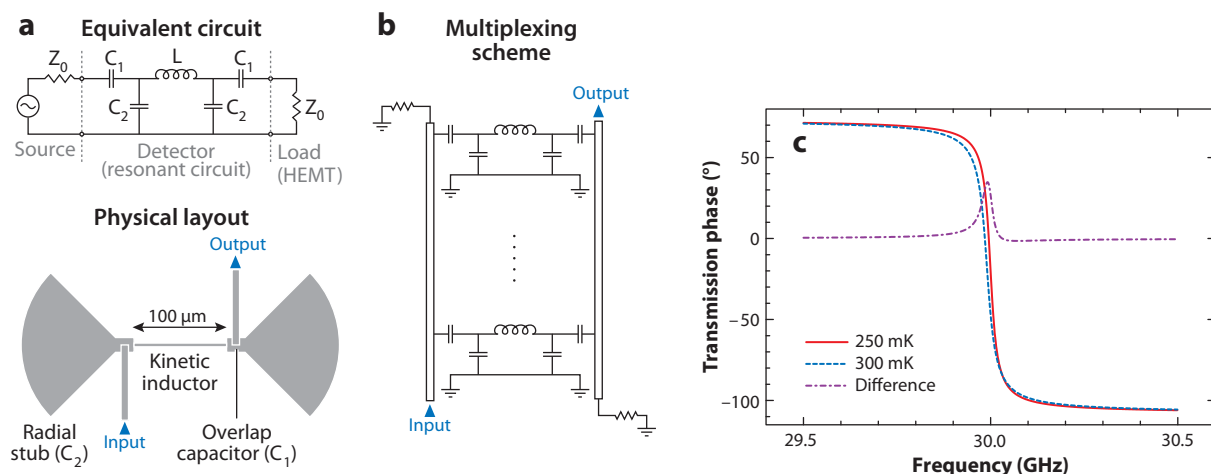 a
Equivalent circuit
Z0
C1
L
C1
C2
C2
Z0
Source
Detector
(resonant circuit)
Load
(HEMT)
Physical layout
Output
100 μm
Kinetic
inductor
Radial
stub (C2)
Input
Overlap
capacitor (C1)
b
Multiplexing
scheme
Output
Input
c
Transmission phase (°)
50
0
−50
−100
250 mK
300 mK
Difference
29.5
30.0
30.5
Frequency (GHz)